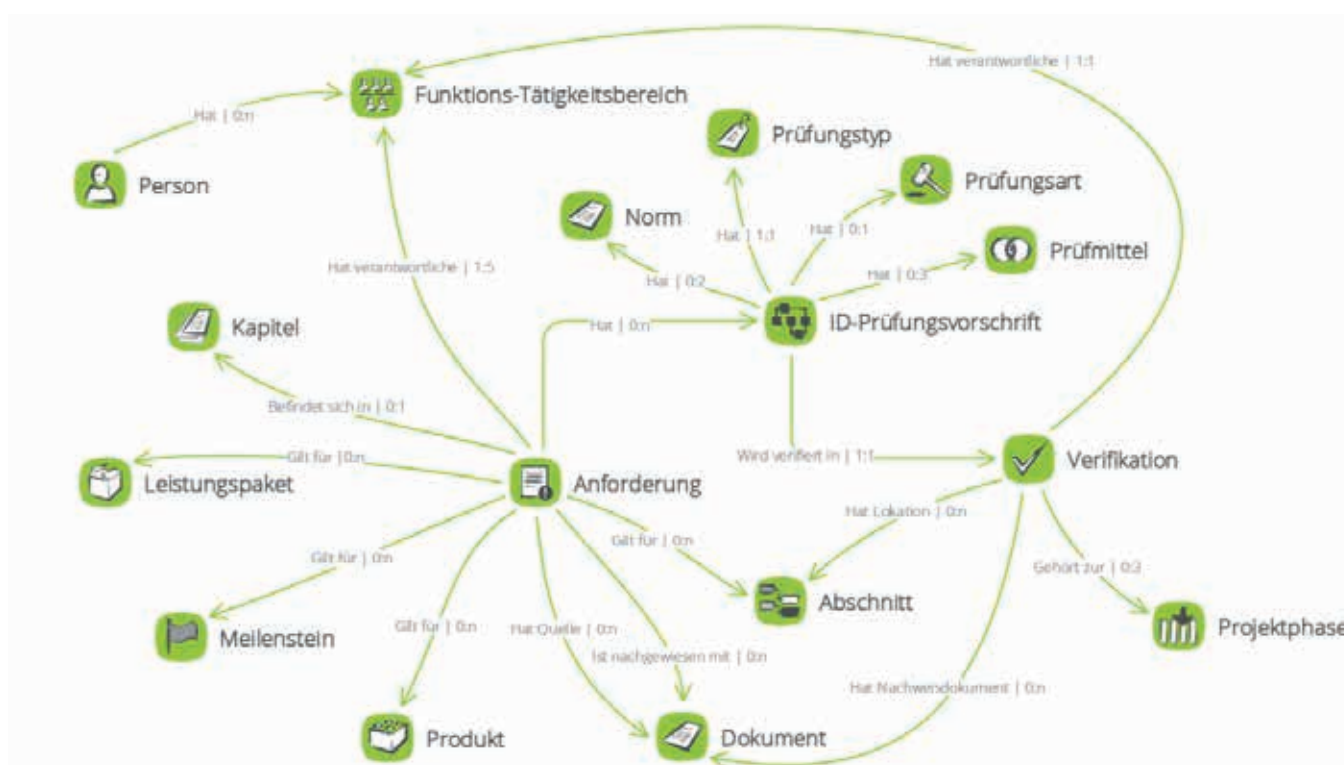 Hat verantwortliche | 1:1
Funktions-Tätigkeitsbereich
Hat | 0:n
Prüfungstyp
Person
Prüfungsart
Norm
Hat | 1:1
Hat | 0:1
Prüfmittel
Hat verantwortliche | 1:5
Hat | 0:2
Hat | 0:3
Kapitel
Hat | 0:n
ID-Prüfungsvorschrift
Befindet sich in | 0:1
Gilt für |0:n
Wird verifiert in | 1:1
Verifikation
Leistungspaket
Anforderung
Hat Lokation | 0:n
Gilt für | 0:n
Gilt für | 0:n
Gehört zur | 0:3
Abschnitt
Meilenstein
Gilt für | 0:n
Hat Quelle | 0:n
Projektphase
Ist nachgewiesen mit | 0:n
Hat Nachweisdokument | 0:n
Produkt
Dokument